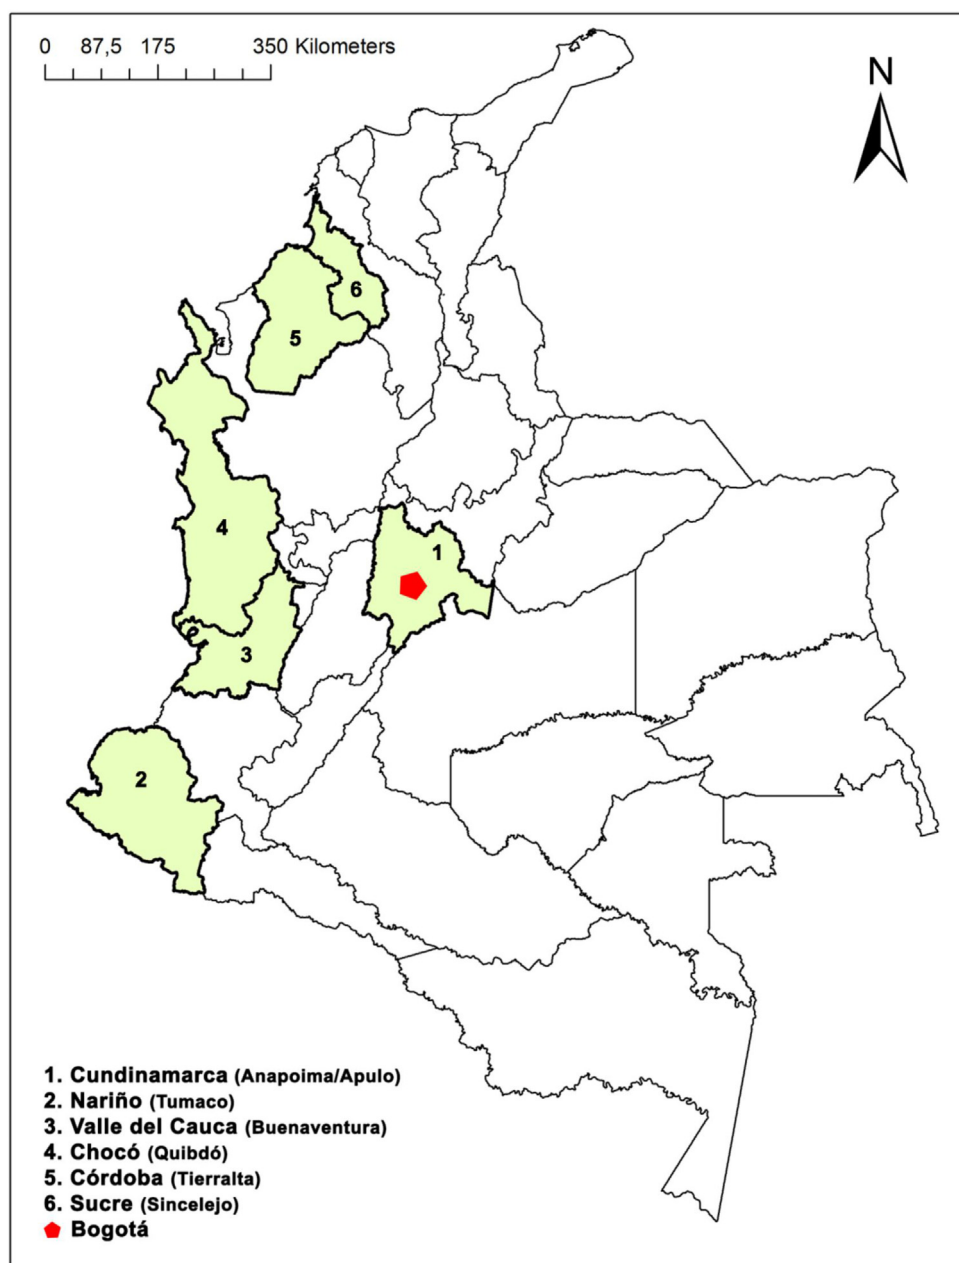 0 87,5 175 350 Kilometers
N
6
5
4
1
3
2
1. Cundinamarca (Anapoima/Apulo)
2. Nariño (Tumaco)
3. Valle del Cauca (Buenaventura)
4. Chocó (Quibdó)
5. Córdoba (Tierralta)
6. Sucre (Sincelejo)
Bogotá